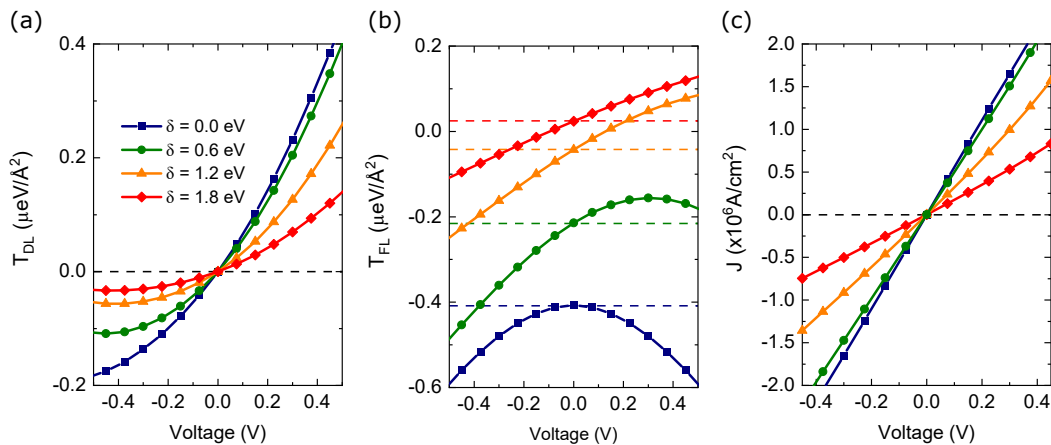 (a)
T_DL (μeV/Å²)
0.4
0.2
0.0
-0.2
δ = 0.0 eV
δ = 0.6 eV
δ = 1.2 eV
δ = 1.8 eV
-0.4 -0.2 0.0 0.2 0.4
Voltage (V)
(b)
T_FL (μeV/Å²)
0.2
0.0
-0.2
-0.4
-0.6
-0.4 -0.2 0.0 0.2 0.4
Voltage (V)
(c)
J (x10⁶A/cm²)
2.0
1.5
1.0
0.5
0.0
-0.5
-1.0
-1.5
-2.0
-0.4 -0.2 0.0 0.2 0.4
Voltage (V)